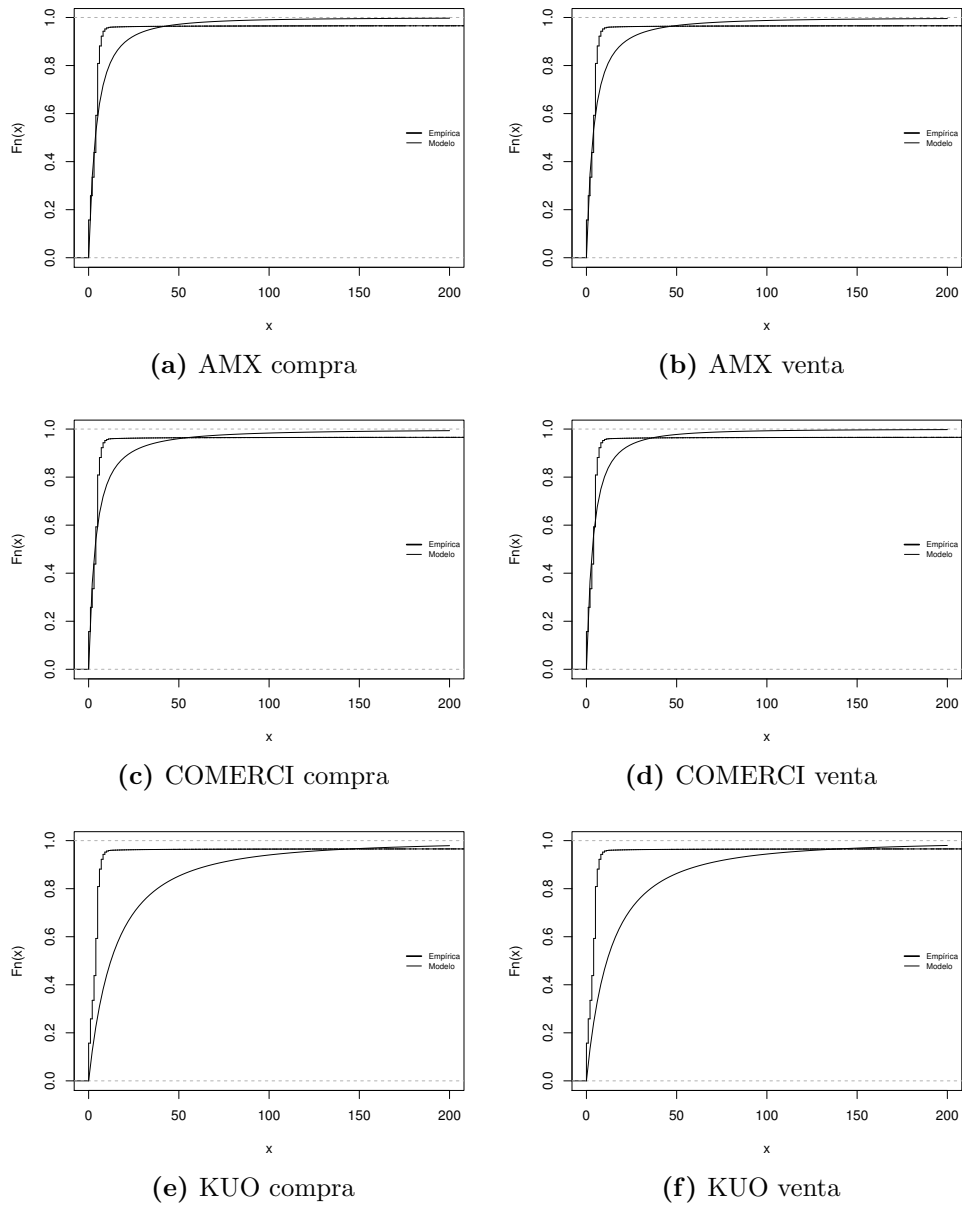 0.0 0.2 0.4 0.6 0.8 1.0
Fn(x)
Empírica
Modelo
0 50 100 150 200
x
(a) AMX compra
0.0 0.2 0.4 0.6 0.8 1.0
Fn(x)
Empírica
Modelo
0 50 100 150 200
x
(b) AMX venta
0.0 0.2 0.4 0.6 0.8 1.0
Fn(x)
Empírica
Modelo
0 50 100 150 200
x
(c) COMERCI compra
0.0 0.2 0.4 0.6 0.8 1.0
Fn(x)
Empírica
Modelo
0 50 100 150 200
x
(d) COMERCI venta
0.0 0.2 0.4 0.6 0.8 1.0
Fn(x)
Empírica
Modelo
0 50 100 150 200
x
(e) KUO compra
0.0 0.2 0.4 0.6 0.8 1.0
Fn(x)
Empírica
Modelo
0 50 100 150 200
x
(f) KUO venta